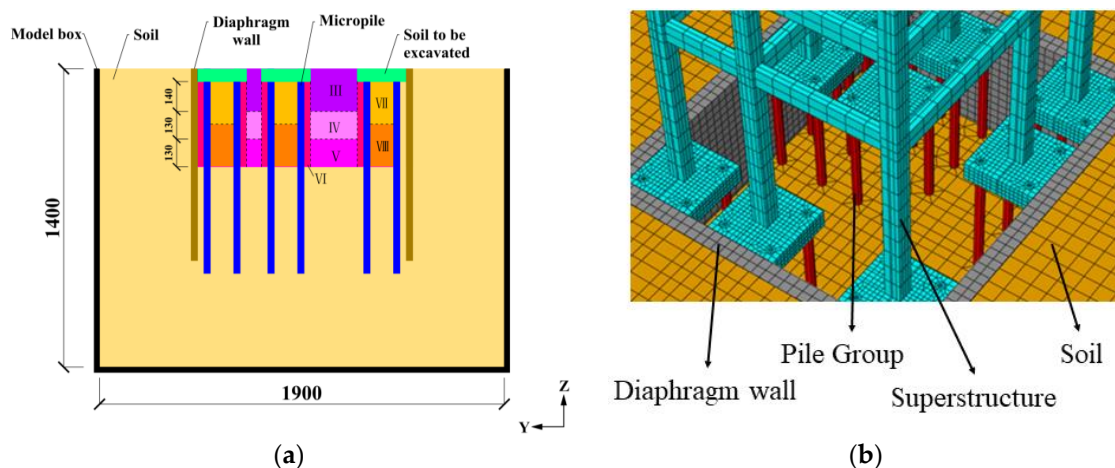 Model box
Soil
Diaphragm
wall
Micropile
Soil to be
excavated
140
130
130
III
IV
V
VI
VII
VIII
1400
1900
Z
Y
(a)
Pile Group
Diaphragm wall
Superstructure
Soil
(b)